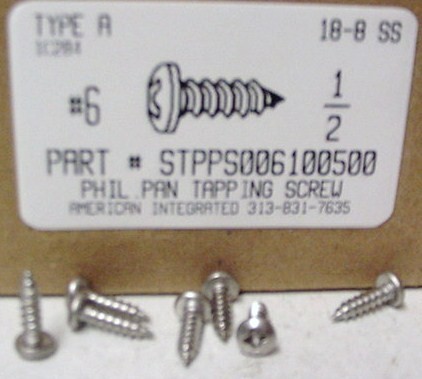 TYPE A
18-8 SS
#6
1
2
PART # STPPS006100500
PHIL.PAN TAPPING SCREW
AMERICAN INTEGRATED 313-831-7635